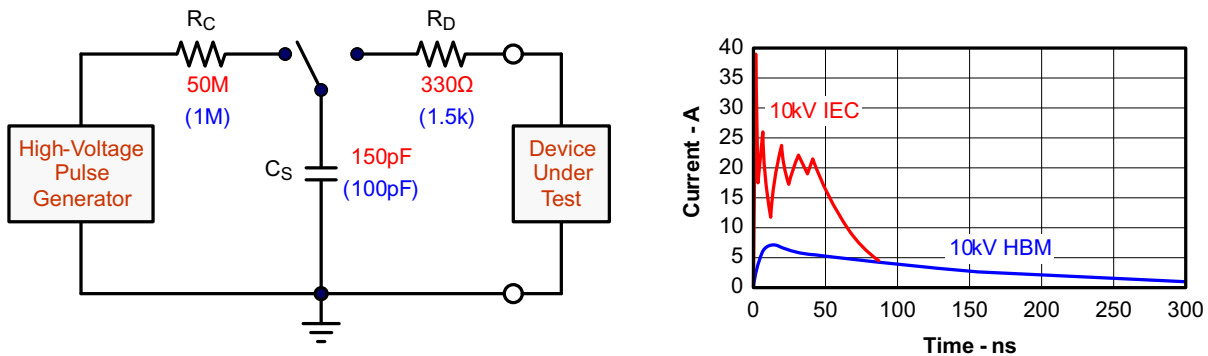 RC
RD
50M
(1M)
330Ω
(1.5k)
High-Voltage
Pulse
Generator
CS
150pF
(100pF)
Device
Under
Test
Current - A
40
35
30
25
20
15
10
5
0
10kV IEC
10kV HBM
0
50
100
150
200
250
300
Time - ns